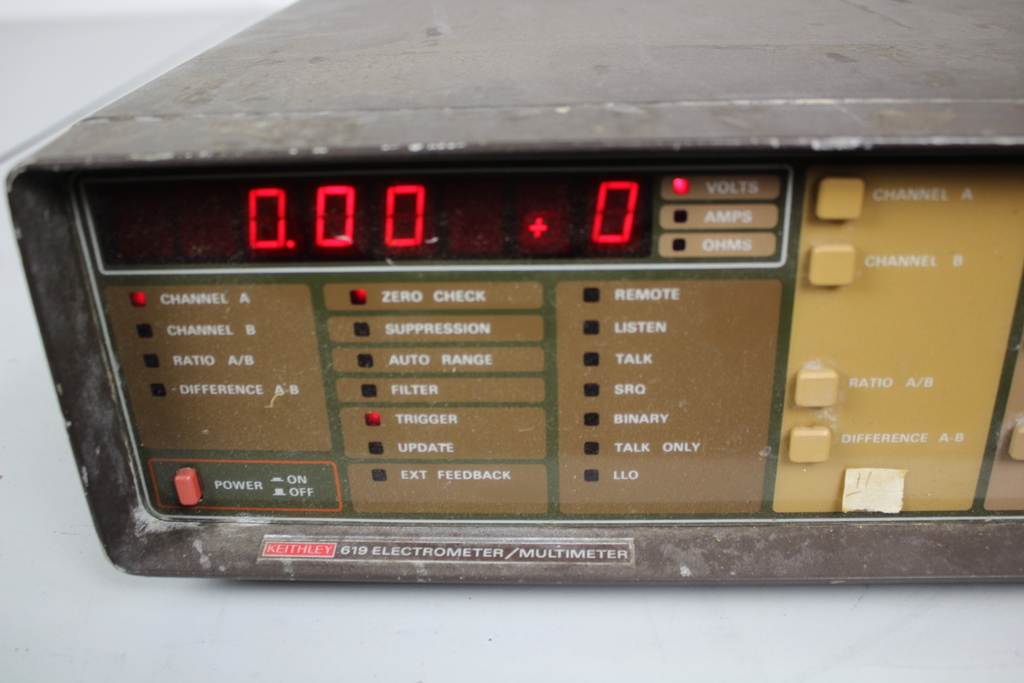 0.00 + 0
VOLTS
AMPS
OHMS
CHANNEL A
CHANNEL B
RATIO A/B
DIFFERENCE A-B
ZERO CHECK
SUPPRESSION
AUTO RANGE
FILTER
TRIGGER
UPDATE
EXT FEEDBACK
REMOTE
LISTEN
TALK
SRQ
BINARY
TALK ONLY
LLO
POWER
ON
OFF
CHANNEL A
CHANNEL B
RATIO A/B
DIFFERENCE A-B
11
KEITHLEY 619 ELECTROMETER/MULTIMETER